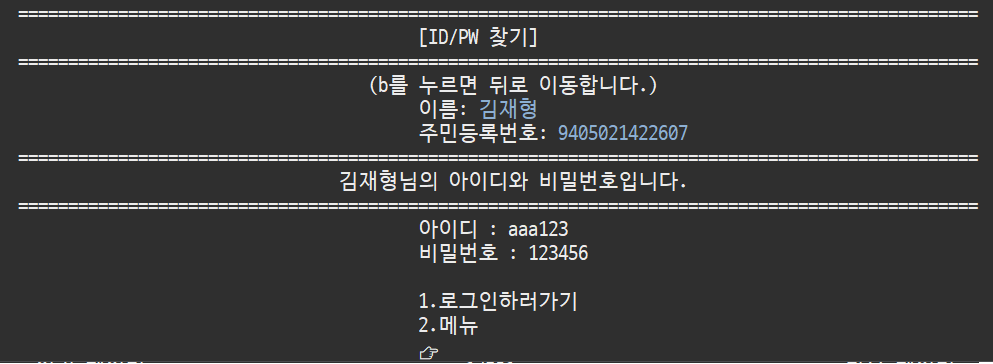 ================================================================================================
[ID/PW 찾기]
================================================================================================
(b를 누르면 뒤로 이동합니다.)
이름: 김재형
주민등록번호: 9405021422607
================================================================================================
김재형님의 아이디와 비밀번호입니다.
================================================================================================
아이디 : aaa123
비밀번호 : 123456
1.로그인하러가기
2.메뉴
☞